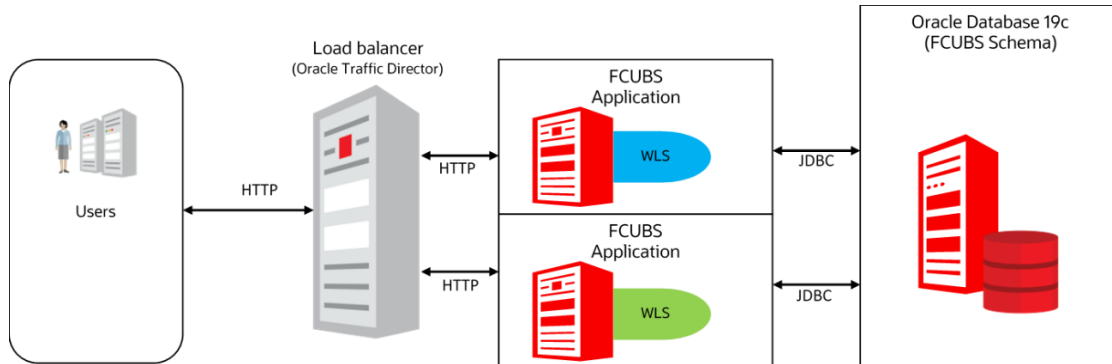 Users
HTTP
Load balancer
(Oracle Traffic Director)
HTTP
HTTP
FCUBS
Application
WLS
FCUBS
Application
WLS
JDBC
JDBC
Oracle Database 19c
(FCUBS Schema)